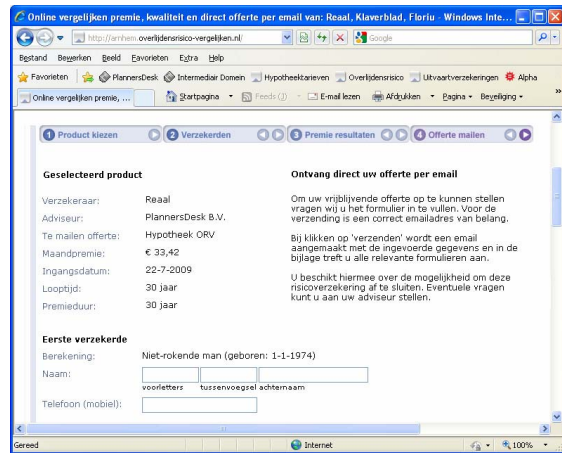 Online vergelijken premie, kwaliteit en direct offerte per email van: Reaal, Klaverblad, Floriu - Windows Inte...
http://arnhem.overlijdensrisico-vergelijken.nl/
Google
Bestand Bewerken Beeld Favorieten Extra Help
Favorieten PlannersDesk Intermediair Domein Hypotheektarieven Overlijdensrisico Uitvaartverzekeringen Alpha
Online vergelijken premie, ... Startpagina Feeds (J) E-mail lezen Afdrukken Pagina Beveiliging »
1 Product kiezen 2 Verzekerden 3 Premie resultaten 4 Offerte mailen
Geselecteerd product
Verzekeraar: Reaal
Adviseur: PlannersDesk B.V.
Te mailen offerte: Hypotheek ORV
Maandpremie: € 33,42
Ingangsdatum: 22-7-2009
Looptijd: 30 jaar
Premieduur: 30 jaar
Ontvang direct uw offerte per email
Om uw vrijblijvende offerte op te kunnen stellen
vragen wij u het formulier in te vullen. Voor de
verzending is een correct emailadres van belang.
Bij klikken op 'verzenden' wordt een email
aangemaakt met de ingevoerde gegevens en in de
bijlage treft u alle relevante formulieren aan.
U beschikt hiermee over de mogelijkheid om deze
risicoverzekering af te sluiten. Eventuele vragen
kunt u aan uw adviseur stellen.
Eerste verzekerde
Berekening: Niet-rokende man (geboren: 1-1-1974)
Naam:
voorletters tussenvoegsel achternaam
Telefoon (mobiel):
Gereed Internet 100%